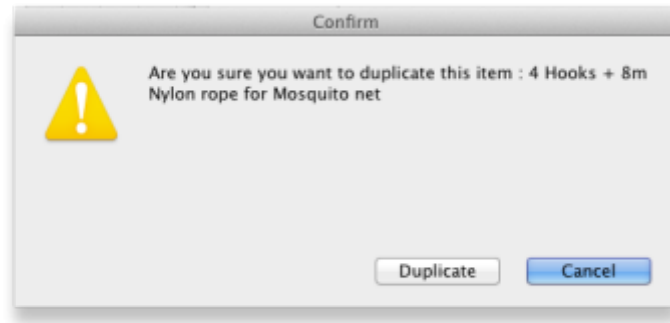 Confirm
Are you sure you want to duplicate this item : 4 Hooks + 8m
Nylon rope for Mosquito net
Duplicate
Cancel